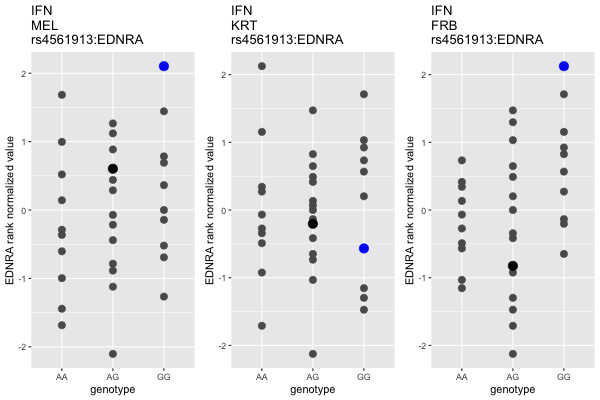 IFN
MEL
rs4561913:EDNRA
EDNRA rank normalized value
2
1
0
-1
-2
AA
AG
GG
genotype
IFN
KRT
rs4561913:EDNRA
EDNRA rank normalized value
2
1
0
-1
-2
AA
AG
GG
genotype
IFN
FRB
rs4561913:EDNRA
EDNRA rank normalized value
2
1
0
-1
-2
AA
AG
GG
genotype